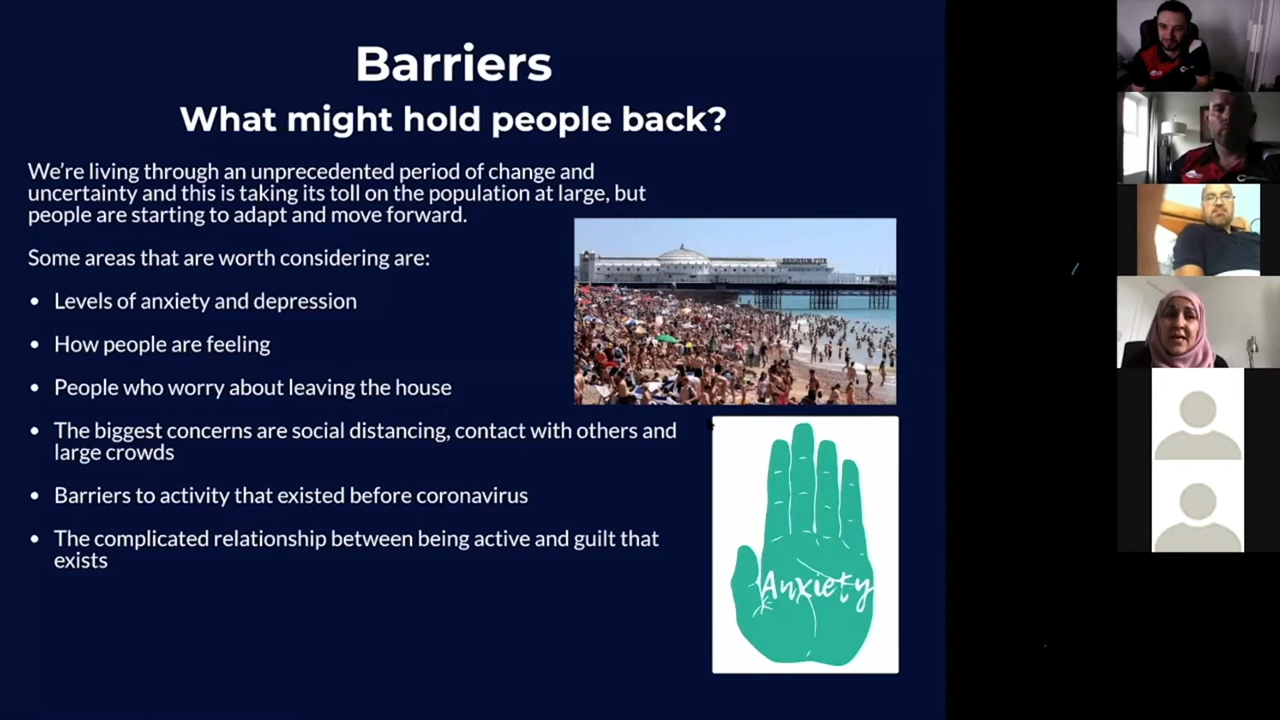 Barriers
What might hold people back?
We're living through an unprecedented period of change and
uncertainty and this is taking its toll on the population at large, but
people are starting to adapt and move forward.
Some areas that are worth considering are:
• Levels of anxiety and depression
• How people are feeling
• People who worry about leaving the house
• The biggest concerns are social distancing, contact with others and
large crowds
• Barriers to activity that existed before coronavirus
• The complicated relationship between being active and guilt that
exists
Anxiety